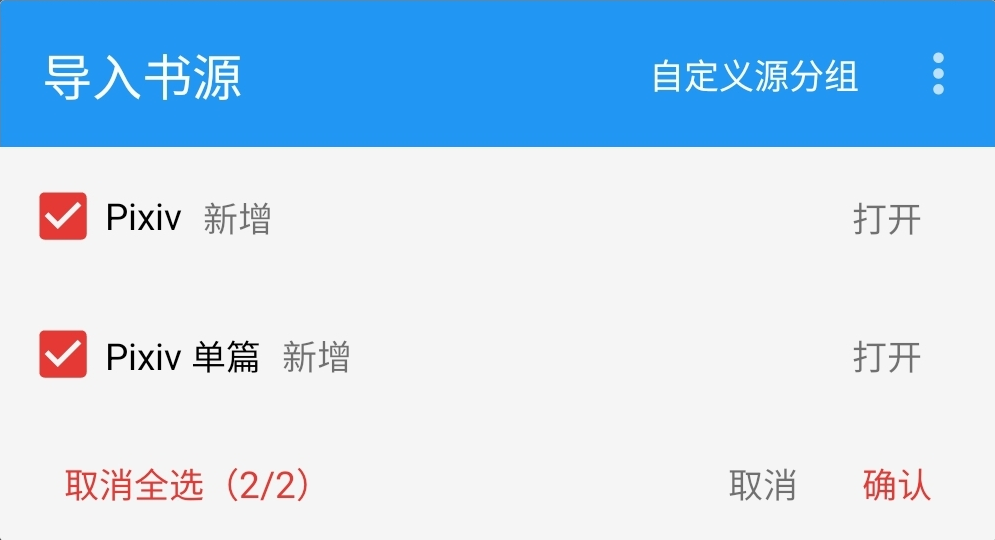 导入书源 自定义源分组
Pixiv 新增 打开
Pixiv 单篇 新增 打开
取消全选（2/2） 取消 确认